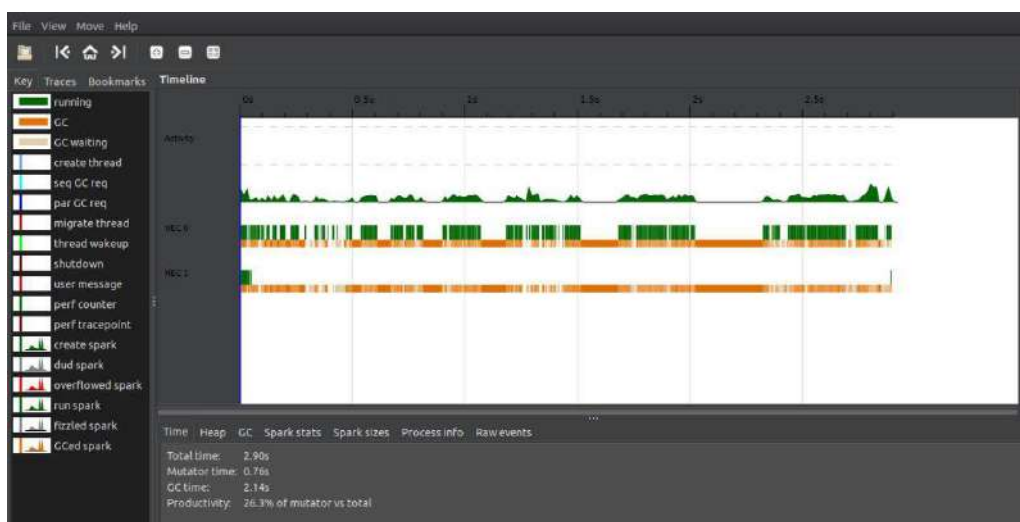 File View Move Help
Key Traces Bookmarks Timeline
running
GC
GC waiting
create thread
seq GC req
par GC req
migrate thread
thread wakeup
shutdown
user message
perf counter
perf tracepoint
create spark
dud spark
overflowed spark
run spark
fizzled spark
GCed spark
0s 0.5s 1s 1.5s 2s 2.5s
Activity
HEC 0
HEC 1
Time Heap GC Spark stats Spark sizes Process info Raw events
Total time: 2.90s
Mutator time: 0.76s
GC time: 2.14s
Productivity: 26.3% of mutator vs total